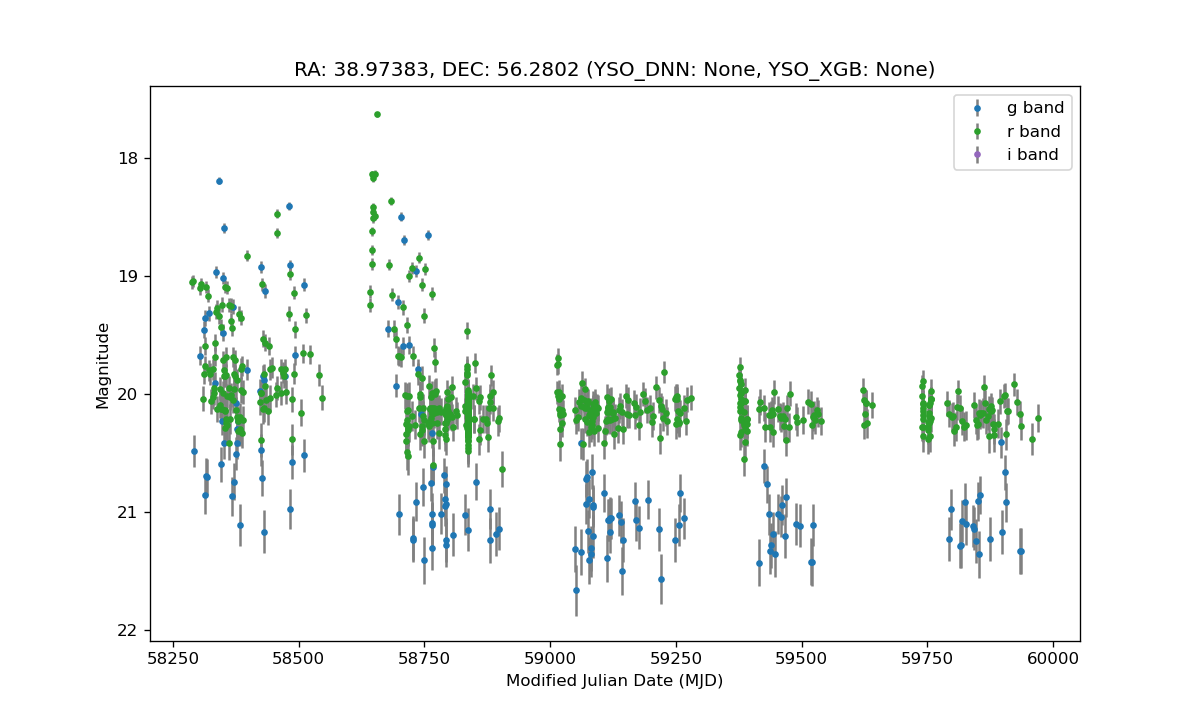 RA: 38.97383, DEC: 56.2802 (YSO_DNN: None, YSO_XGB: None)
g band
r band
i band
18
19
20
21
22
Magnitude
58250 58500 58750 59000 59250 59500 59750 60000
Modified Julian Date (MJD)